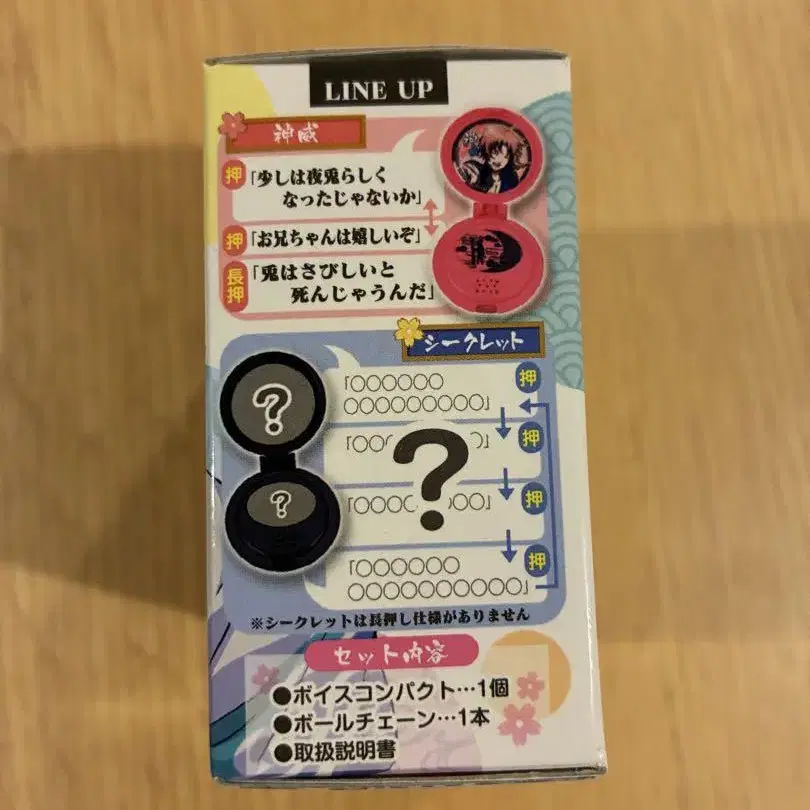 LINE UP
神威
押「少しは夜兎らしく
なったじゃないか」
押「お兄ちゃんは嬉しいぞ」
長押「兎はさびしいと
死んじゃうんだ」
シークレット
「○○○○○○
○○○○○○○○○」押
?
押
押
?
?
「○○○○○○
○○○○○○○○○○」押
※シークレットは長押し仕様がありません
セット内容
●ボイスコンパクト…1個
●ボールチェーン…1本
●取扱説明書